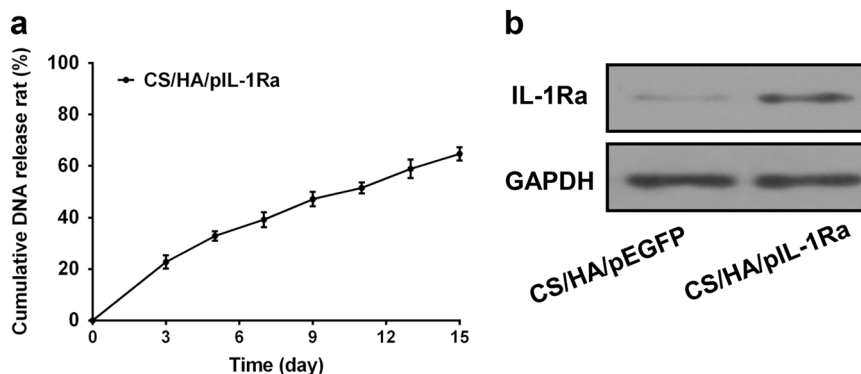 a
CS/HA/pIL-1Ra
Cumulative DNA release rat (%)
100
80
60
40
20
0
0 3 6 9 12 15
Time (day)
b
IL-1Ra
GAPDH
CS/HA/pEGFP
CS/HA/pIL-1Ra